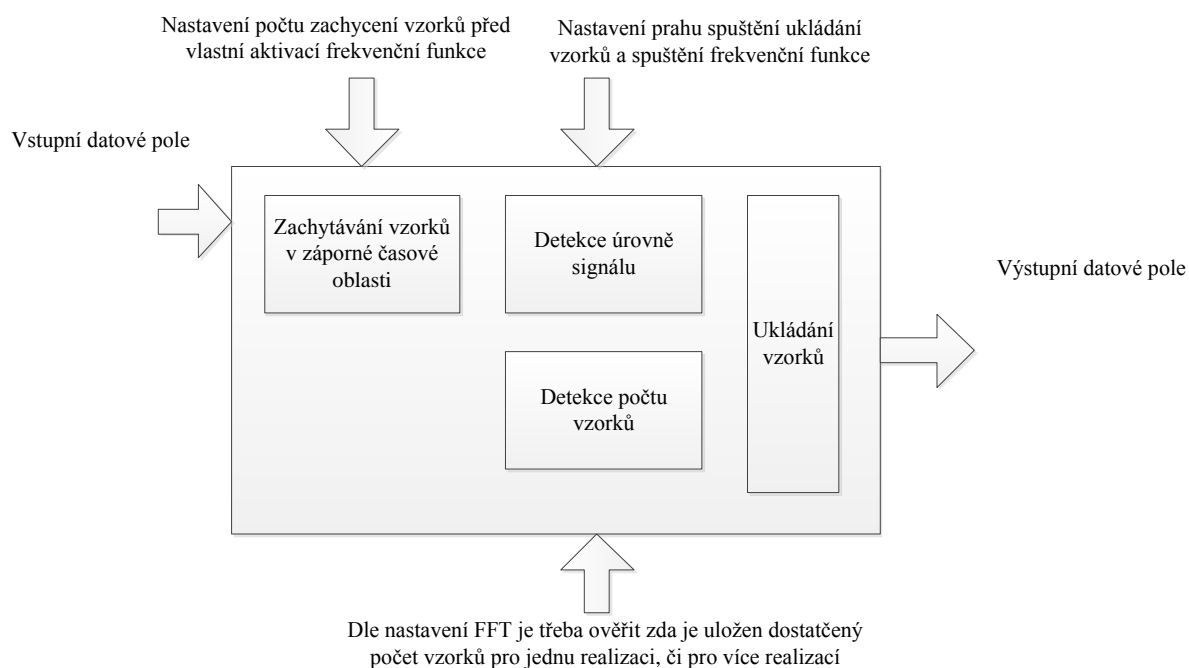 Nastavení počtu zachycení vzorků před
vlastní aktivací frekvenční funkce
Nastavení prahu spuštění ukládání
vzorků a spuštění frekvenční funkce
Vstupní datové pole
Zachytávání vzorků
v záporné časové
oblasti
Detekce úrovně
signálu
Detekce počtu
vzorků
Ukládání
vzorků
Výstupní datové pole
Dle nastavení FFT je třeba ověřit zda je uložen dostatčený
počet vzorků pro jednu realizaci, či pro více realizací